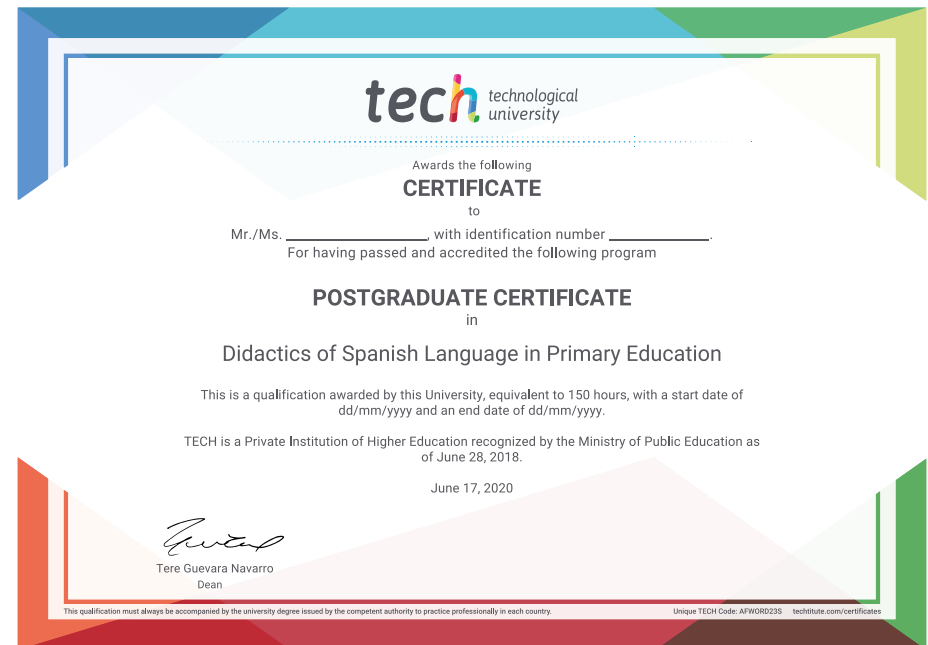 tech technological
university
Awards the following
CERTIFICATE
to
Mr./Ms. ____________________, with identification number ______________.
For having passed and accredited the following program
POSTGRADUATE CERTIFICATE
in
Didactics of Spanish Language in Primary Education
This is a qualification awarded by this University, equivalent to 150 hours, with a start date of
dd/mm/yyyy and an end date of dd/mm/yyyy.
TECH is a Private Institution of Higher Education recognized by the Ministry of Public Education as
of June 28, 2018.
June 17, 2020
Tere Guevara Navarro
Dean
This qualification must always be accompanied by the university degree issued by the competent authority to practice professionally in each country.
Unique TECH Code: AFWORD23S techtitute.com/certificates